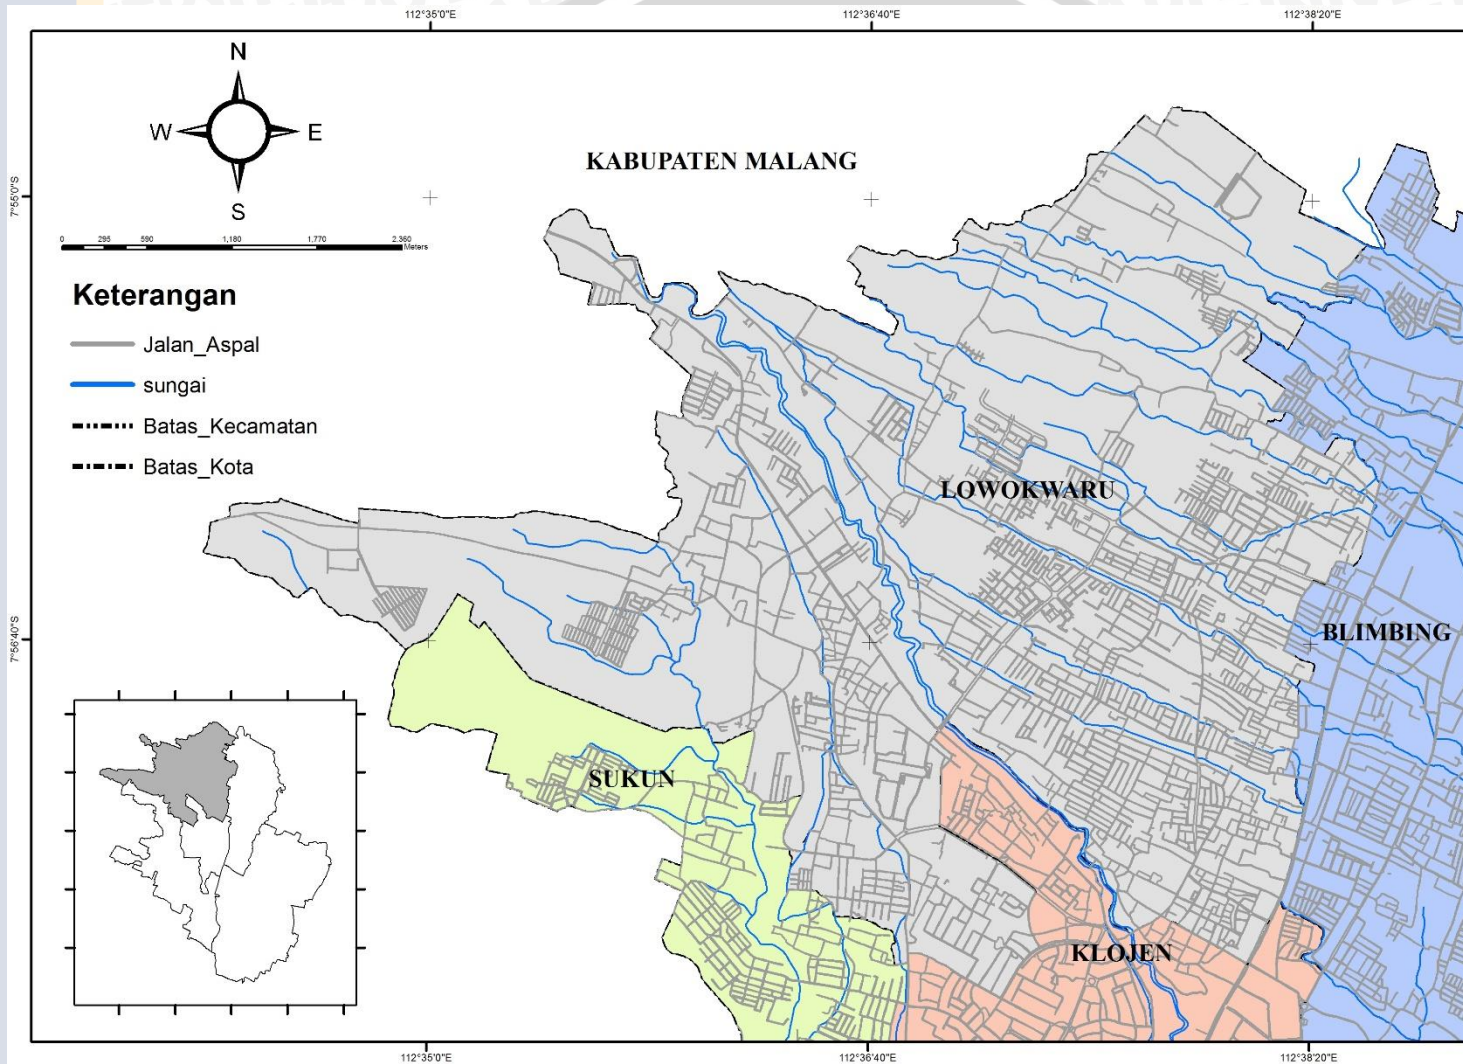 112°35'0"E
112°36'40"E
112°38'20"E
N
W
E
S
KABUPATEN MALANG
7°55'0"S
0
295
590
1,180
1,770
2,360
Meters
Keterangan
Jalan_Aspal
sungai
Batas_Kecamatan
Batas_Kota
LOWOKWARU
7°56'40"S
BLIMBING
SUKUN
KLOJEN
112°35'0"E
112°36'40"E
112°38'20"E